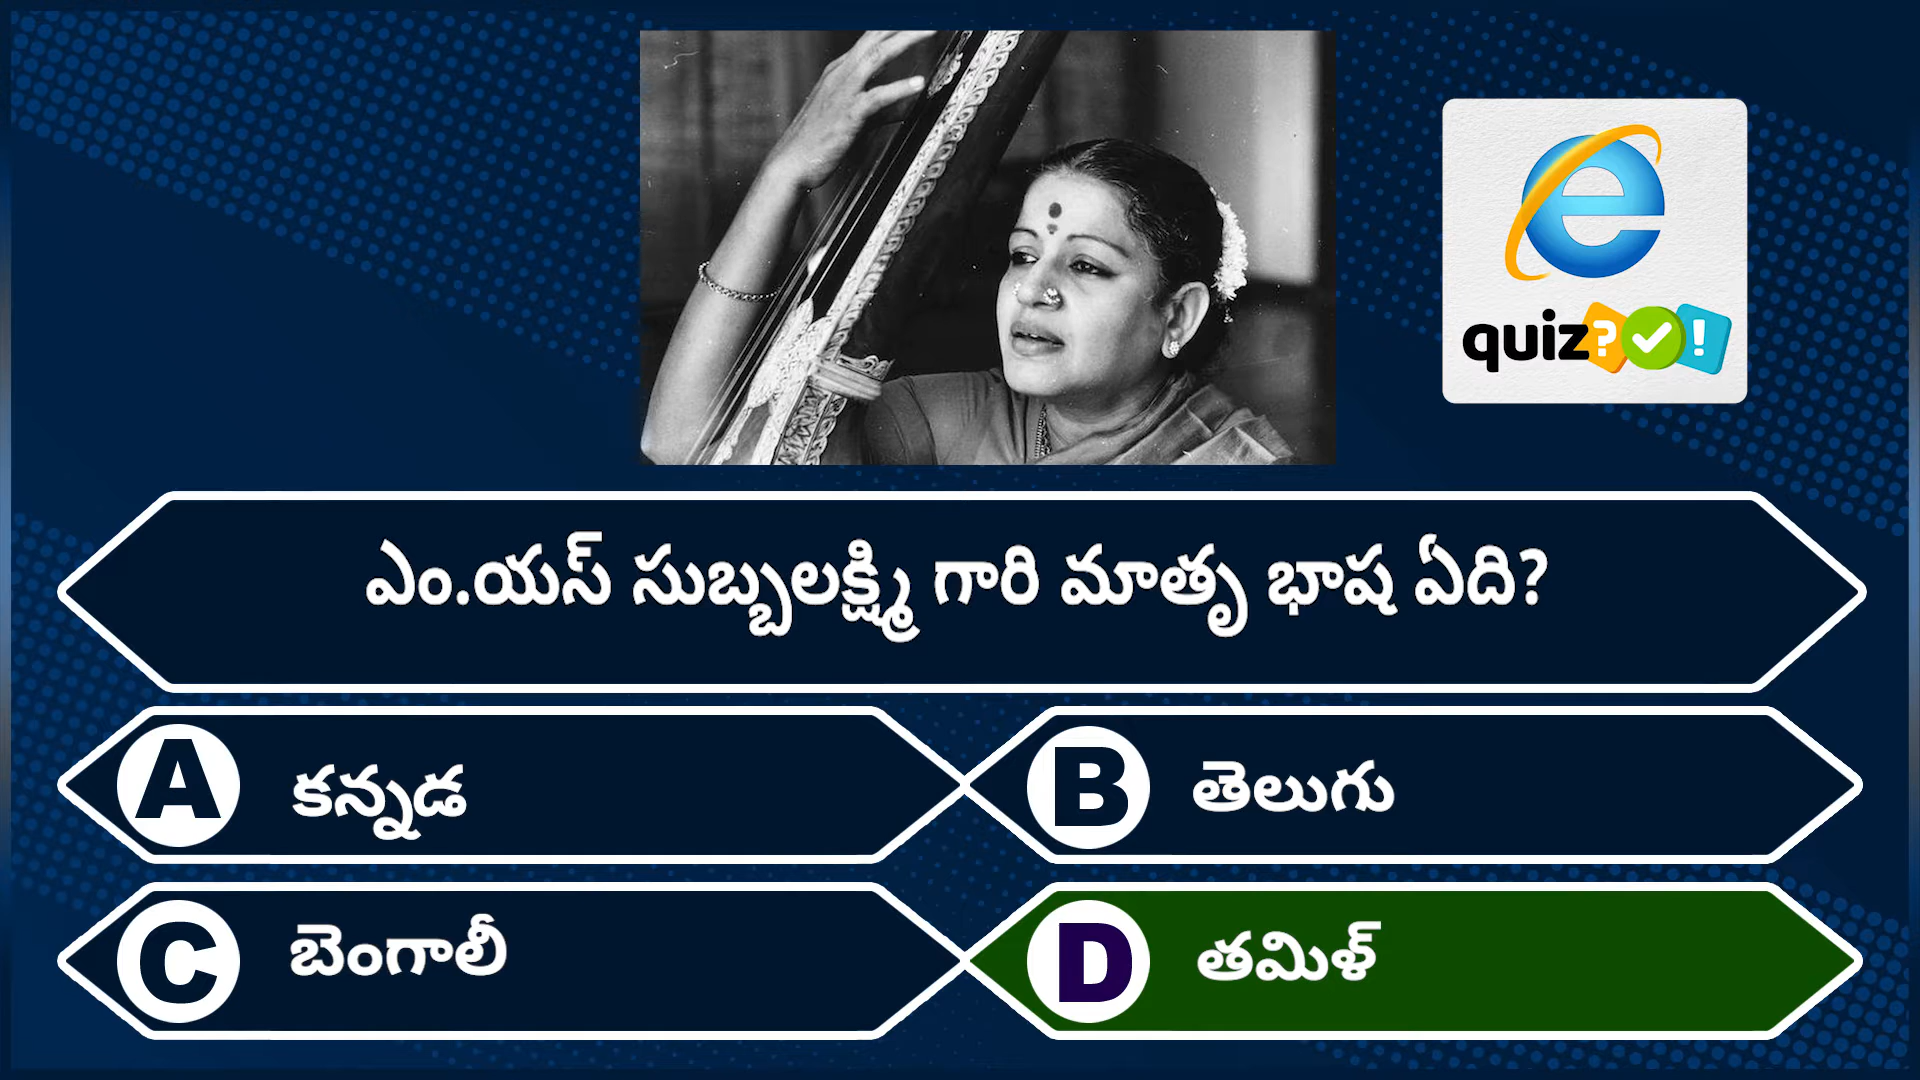 e
quiz?!
ఎం.యస్ సుబ్బలక్ష్మి గారి మాతృ భాష ఏది?
A కన్నడ
B తెలుగు
C బెంగాలీ
D తమిళ్